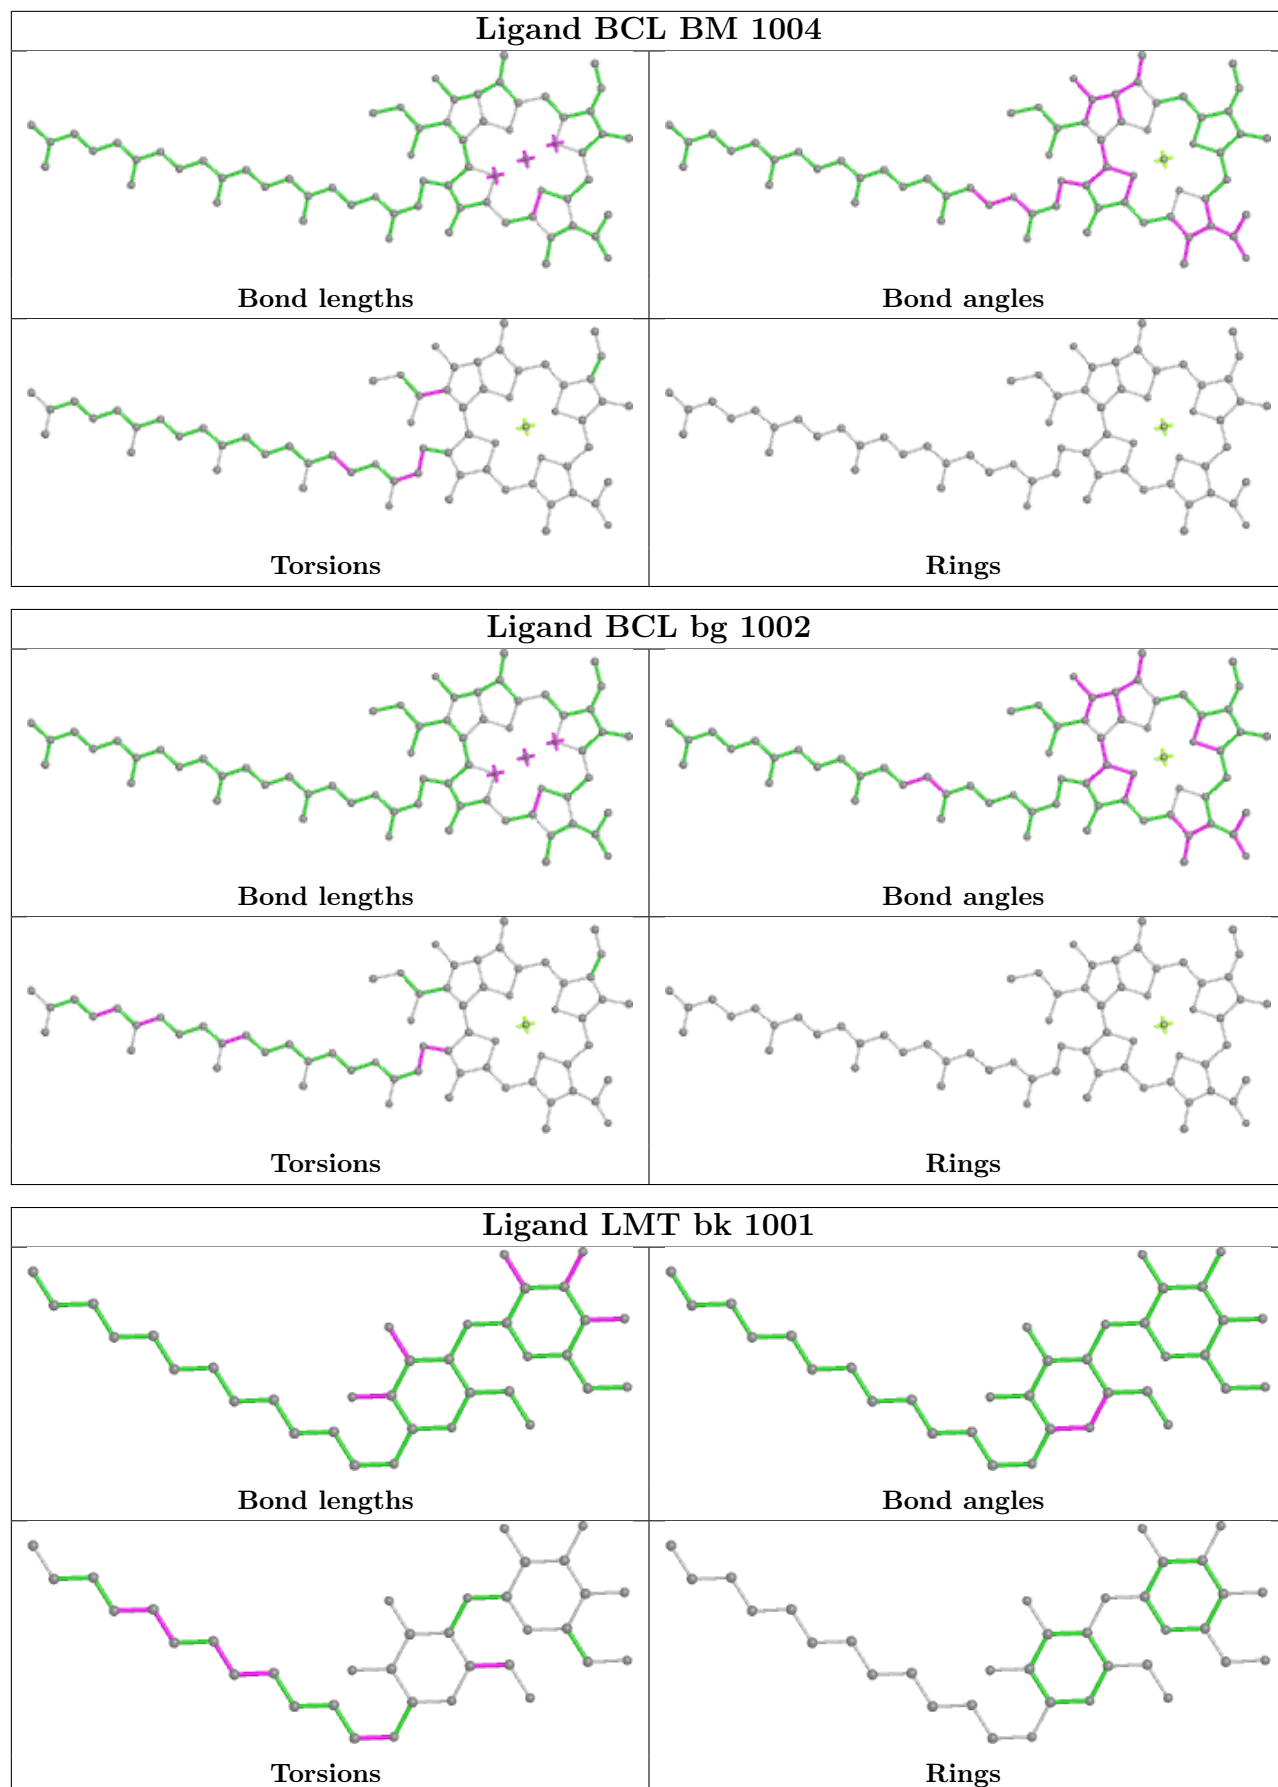 Ligand BCL BM 1004
Bond lengths
Bond angles
Torsions
Rings
Ligand BCL bg 1002
Bond lengths
Bond angles
Torsions
Rings
Ligand LMT bk 1001
Bond lengths
Bond angles
Torsions
Rings